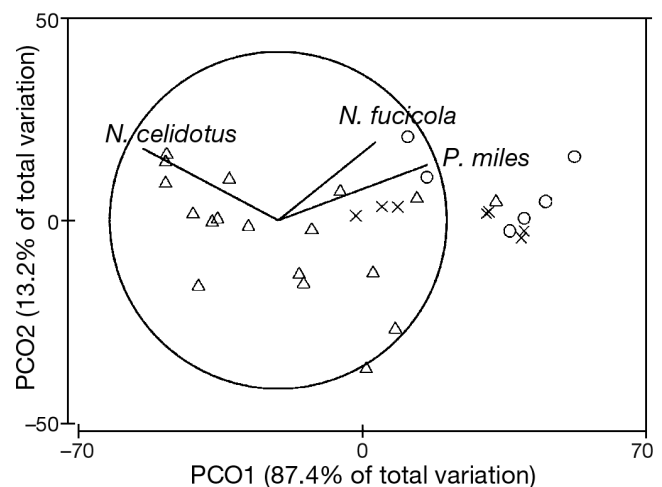 50
N. fucicola
N. celidotus
P. miles
0
−50
−70
0
70
PCO1 (87.4% of total variation)
PCO2 (13.2% of total variation)